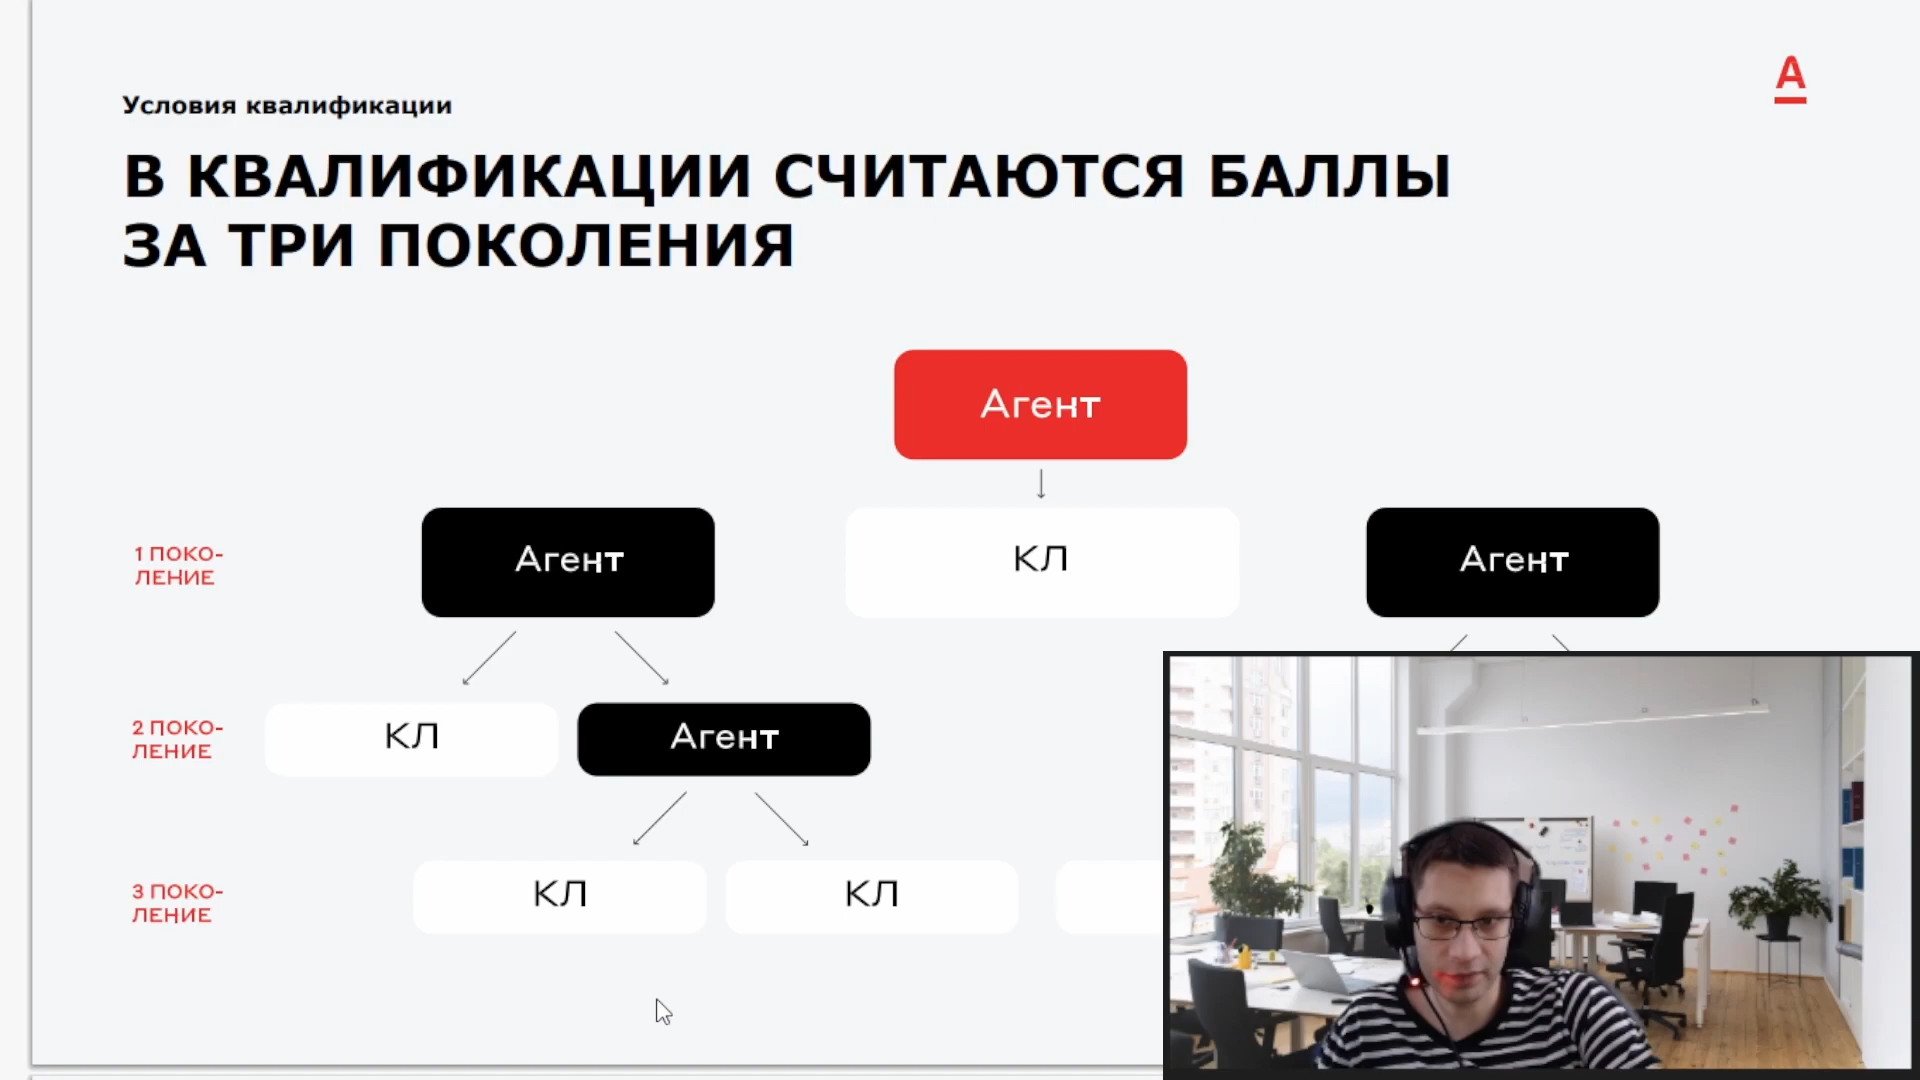 А
Условия квалификации
В КВАЛИФИКАЦИИ СЧИТАЮТСЯ БАЛЛЫ
ЗА ТРИ ПОКОЛЕНИЯ
Агент
1 ПОКО-
ЛЕНИЕ
Агент
КЛ
Агент
2 ПОКО-
ЛЕНИЕ
КЛ
Агент
3 ПОКО-
ЛЕНИЕ
КЛ
КЛ